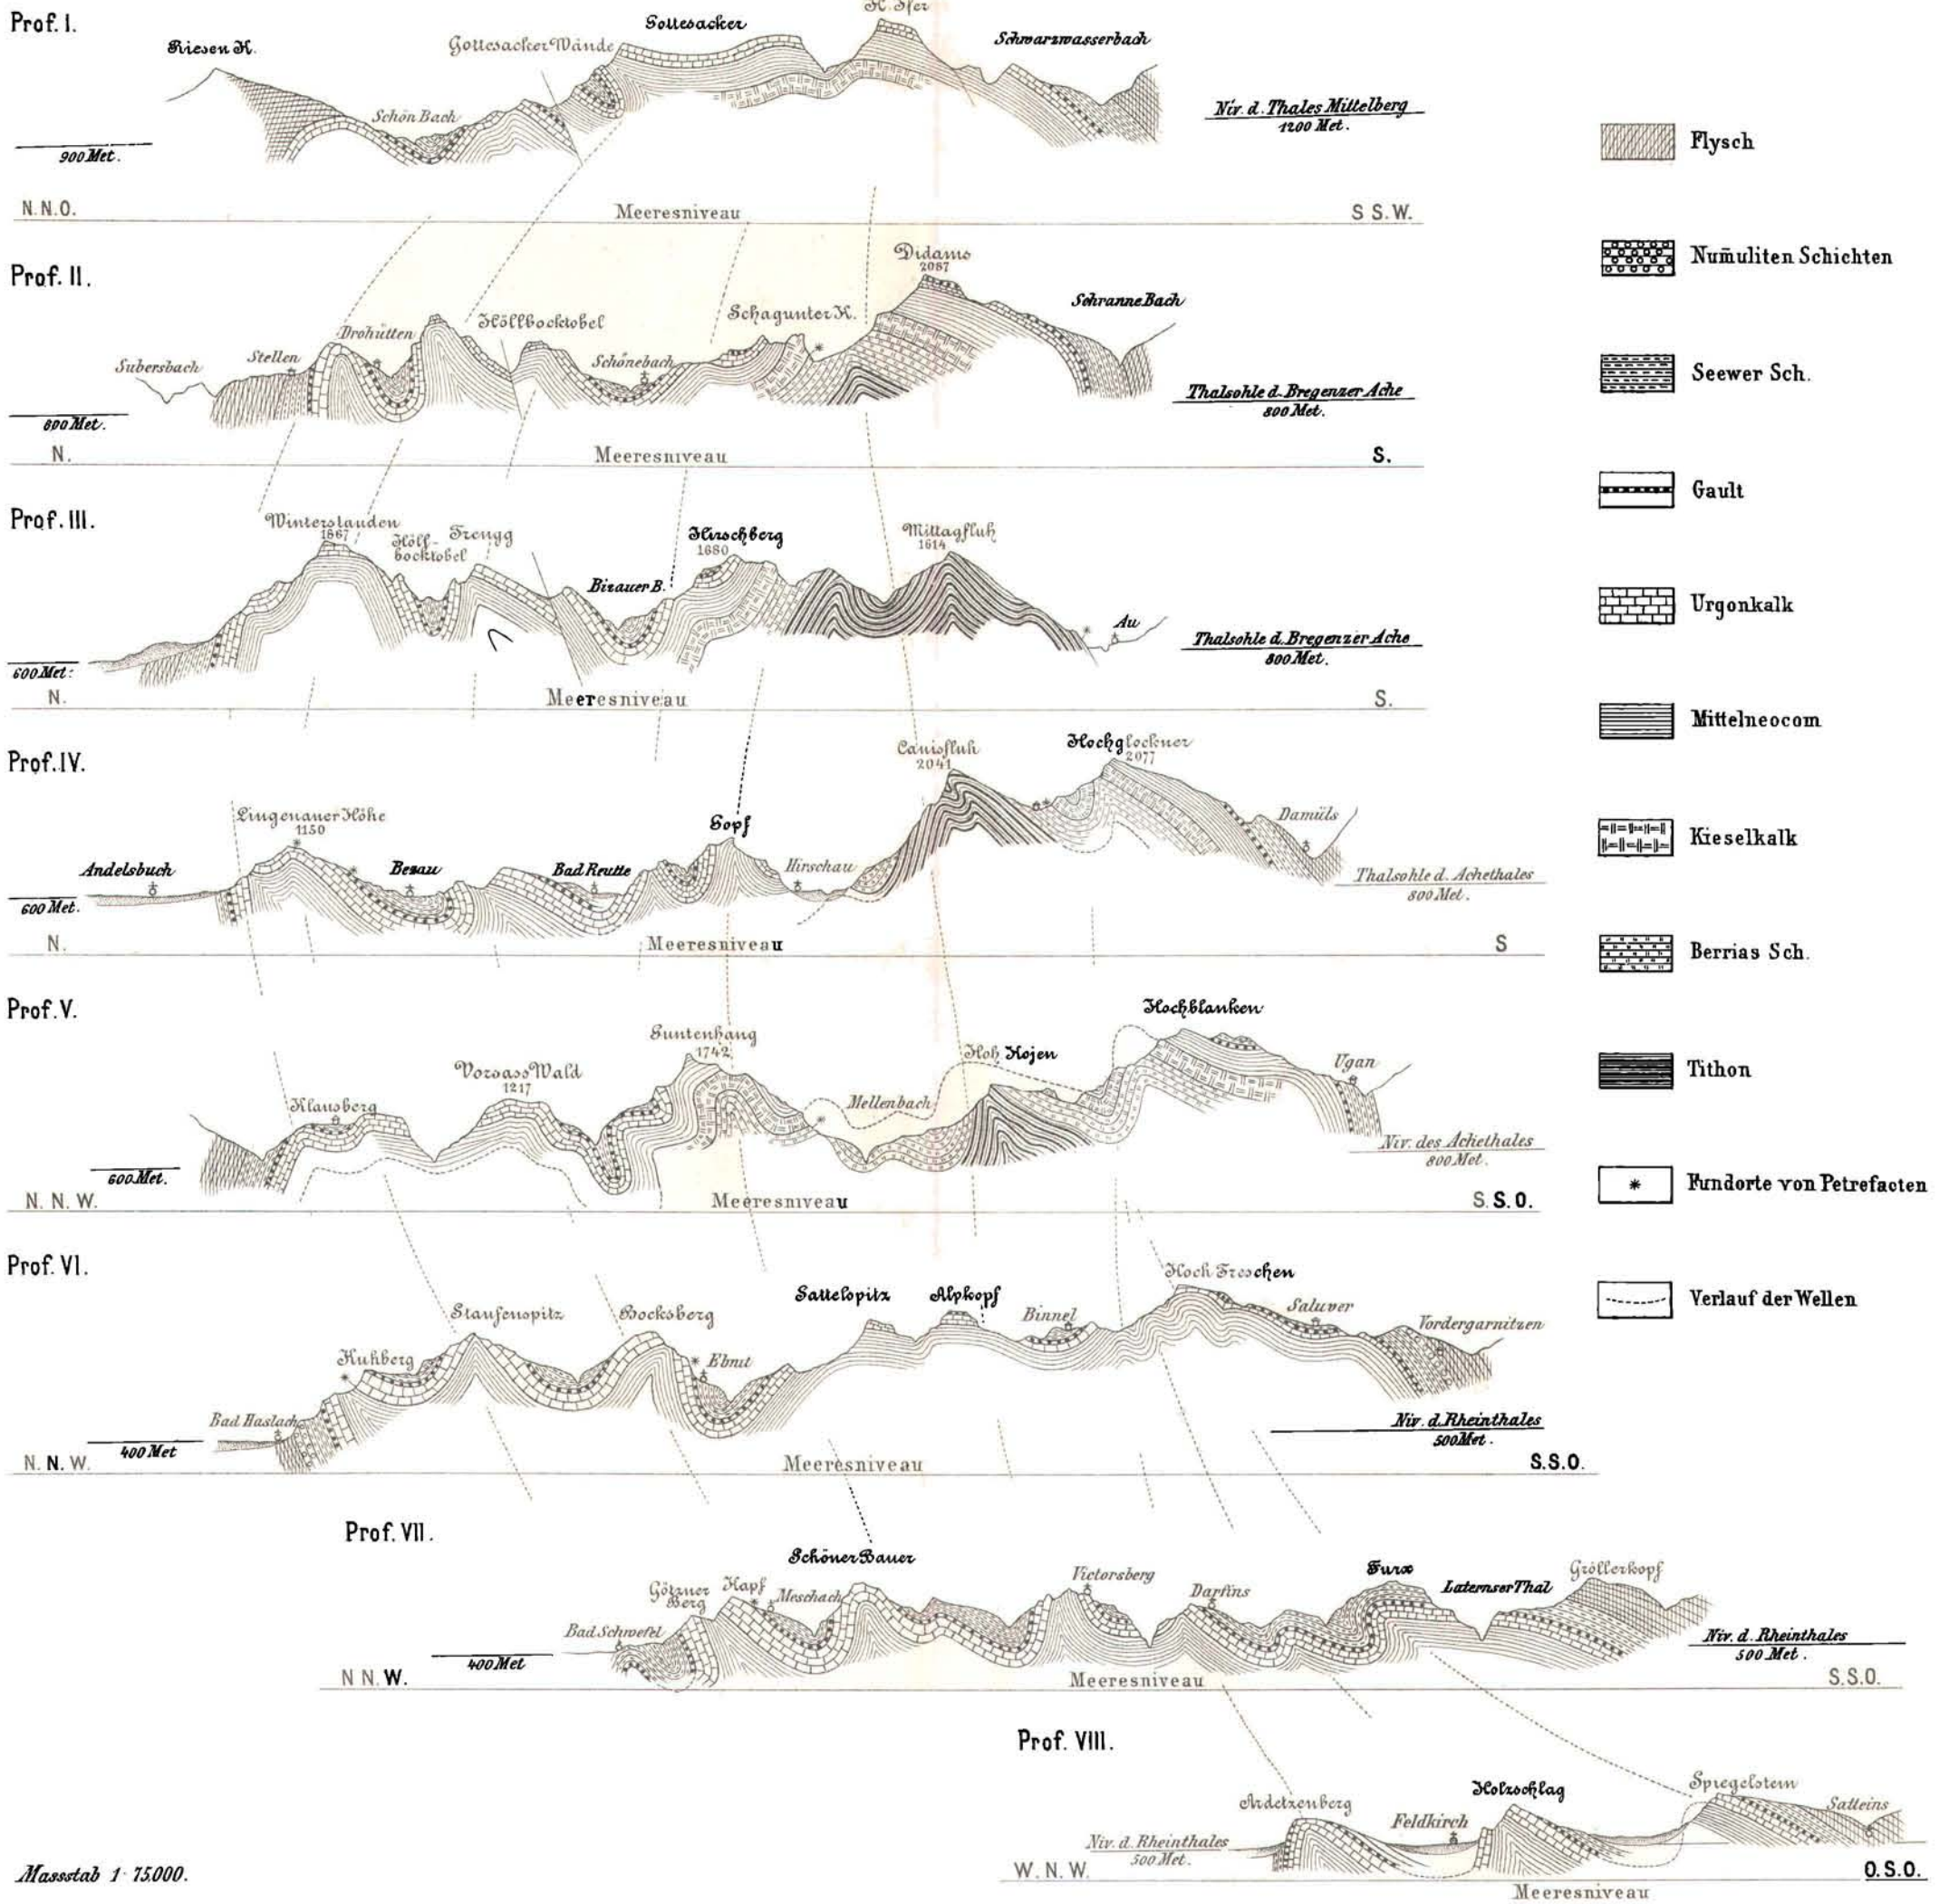 Prof. I.
Riesen K.
Gottesacker Wände
Gottesacker
H. Ifer
Schwarzwasserbach
Schön Bach
900 Met.
Niv. d. Thales Mittelberg
1200 Met.
N.N.O.
Meeresniveau
S S.W.
Prof. II.
Subersbach
Stellen
Drohütten
Höllbocktobel
Schönebach
Schagunter K.
Didams
2087
Schranne Bach
600 Met.
Thalsohle d. Bregenzer Ache
800 Met.
N.
Meeresniveau
S.
Prof. III.
Winterstauden
1867
Höll-
bocktobel
Trengg
Bizauer B.
Hirschberg
1680
Mittagfluh
1614
Au
600 Met:
Thalsohle d. Bregenzer Ache
800 Met.
N.
Meeresniveau
S.
Prof. IV.
Lingenauer Höhe
1150
Andelsbuch
Bezau
Bad Reutte
Gopf
Hirschau
Canisfluh
2041
Hochglockner
2077
Damüls
600 Met.
Thalsohle d. Achethales
800 Met.
N.
Meeresniveau
S
Prof. V.
Klausberg
Vorsass Wald
1217
Guntenhang
1742
Mellenbach
Hoh Kojen
Hochblanken
Ugan
600 Met.
Niv. des Achethales
800 Met.
N. N. W.
Meeresniveau
S. S. O.
Prof. VI.
Bad Haslach
Kuhberg
Staufenspitz
Bocksberg
Ebnit
Sattelspitz
Alpkopf
Binnel
Hoch Freschen
Saluver
Vordergarnitzen
400 Met
Niv. d. Rheinthales
500 Met.
N. N. W.
Meeresniveau
S.S.O.
Prof. VII.
Bad Schwefel
Götzner
Berg
Kapf
Meschach
Schöner Bauer
Victorsberg
Darfins
Furx
Laternser Thal
Gröllerkopf
400 Met
Niv. d. Rheinthales
500 Met.
N N. W.
Meeresniveau
S.S.O.
Prof. VIII.
Ardetzenberg
Feldkirch
Holzschlag
Spiegelstein
Satteins
Niv. d. Rheinthales
500 Met.
W. N. W.
O.S.O.
Meeresniveau
Massstab 1 : 75.000.
Flysch
Num̄uliten Schichten
Seewer Sch.
Gault
Urgonkalk
Mittelneocom
Kieselkalk
Berrias Sch.
Tithon
Fundorte von Petrefacten
Verlauf der Wellen